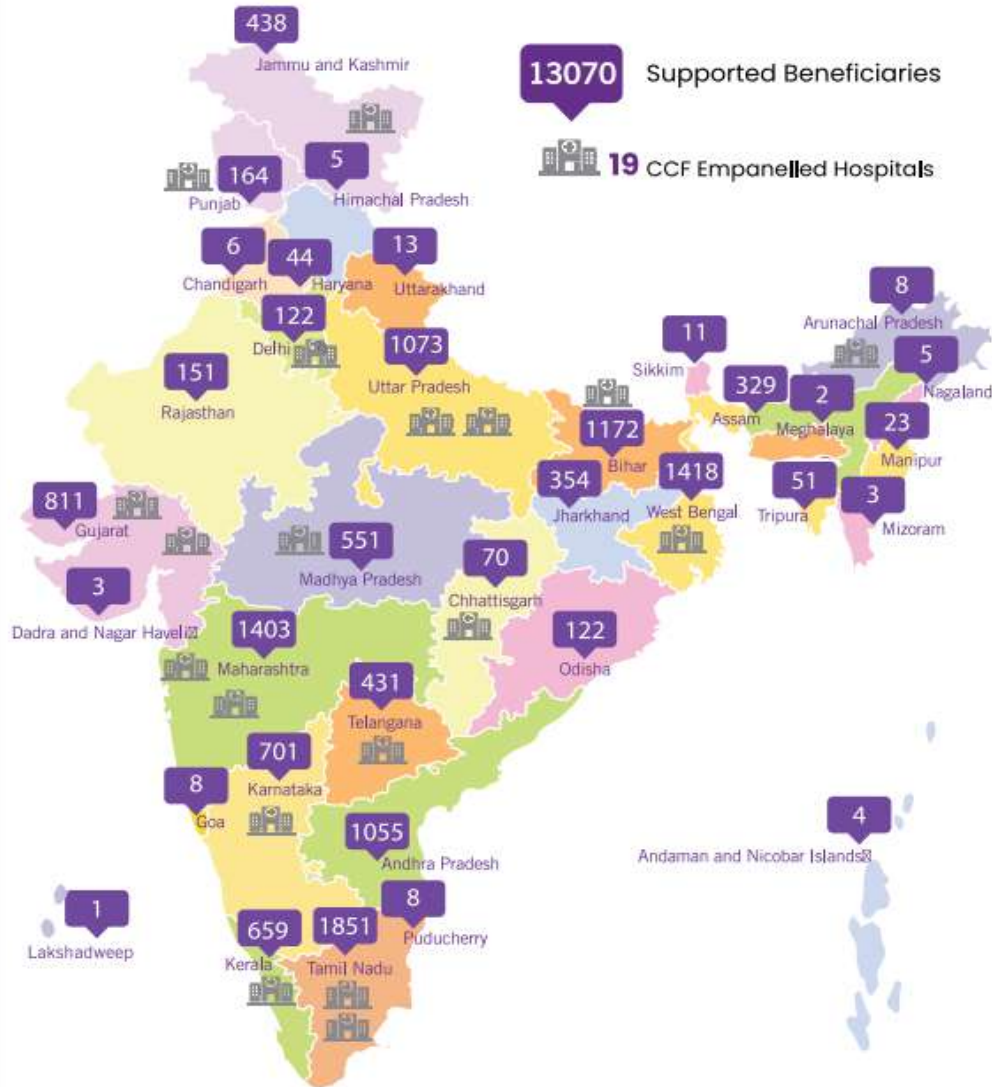 438
Jammu and Kashmir
13070 Supported Beneficiaries
19 CCF Empanelled Hospitals
164
Punjab
5
Himachal Pradesh
6
Chandigarh
44
Haryana
13
Uttarakhand
122
Delhi
1073
Uttar Pradesh
151
Rajasthan
8
Arunachal Pradesh
11
Sikkim
329
Assam
2
Meghalaya
5
Nagaland
23
Manipur
51
Tripura
3
Mizoram
1172
Bihar
354
Jharkhand
1418
West Bengal
811
Gujarat
551
Madhya Pradesh
70
Chhattisgarh
3
Dadra and Nagar Haveli
1403
Maharashtra
122
Odisha
431
Telangana
701
Karnataka
8
Goa
1055
Andhra Pradesh
4
Andaman and Nicobar Islands
1
Lakshadweep
659
Kerala
1851
Tamil Nadu
8
Puducherry